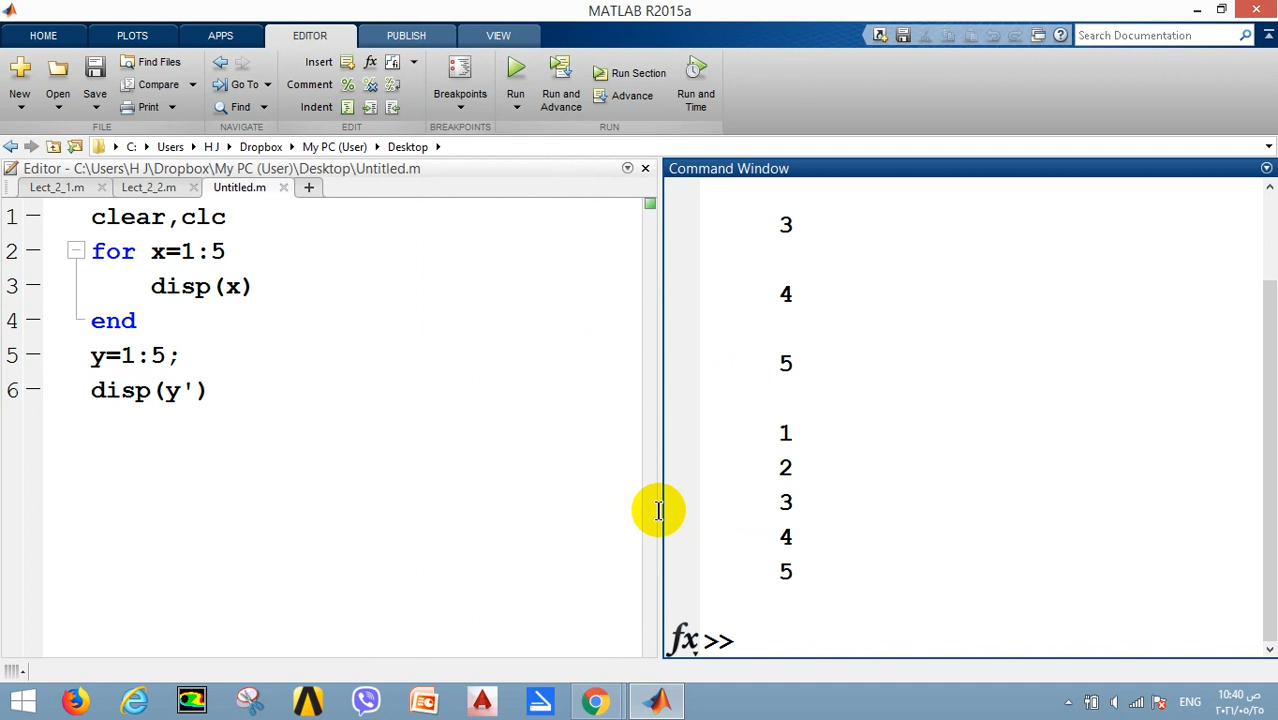 MATLAB R2015a
HOME PLOTS APPS EDITOR PUBLISH VIEW Search Documentation
New Open Save Find Files Compare Print
FILE
Go To Find
NAVIGATE
Insert fx
Comment % %
Indent
EDIT
Breakpoints
BREAKPOINTS
Run Run and Advance Run Section Advance Run and Time
RUN
C: Users H J Dropbox My PC (User) Desktop
Editor - C:\Users\H J\Dropbox\My PC (User)\Desktop\Untitled.m
Lect_2_1.m Lect_2_2.m Untitled.m +
1 clear,clc
2 for x=1:5
3 disp(x)
4 end
5 y=1:5;
6 disp(y')
Command Window
3
4
5
1
2
3
4
5
fx >>
ENG
10:40 ص
٢٠٢١/٠٥/٢٥